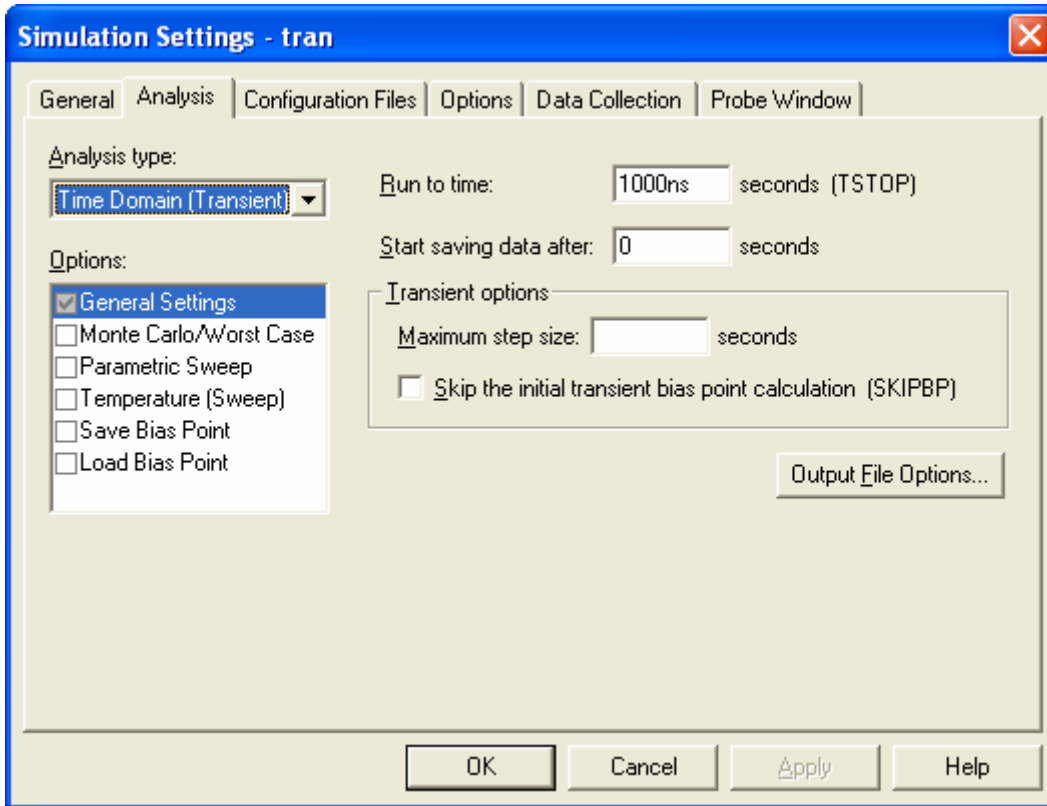 Simulation Settings - tran
General Analysis Configuration Files Options Data Collection Probe Window
Analysis type:
Time Domain (Transient)
Options:
General Settings
Monte Carlo/Worst Case
Parametric Sweep
Temperature (Sweep)
Save Bias Point
Load Bias Point
Run to time: 1000ns seconds (TSTOP)
Start saving data after: 0 seconds
Transient options
Maximum step size: seconds
Skip the initial transient bias point calculation (SKIPBP)
Output File Options...
OK Cancel Apply Help